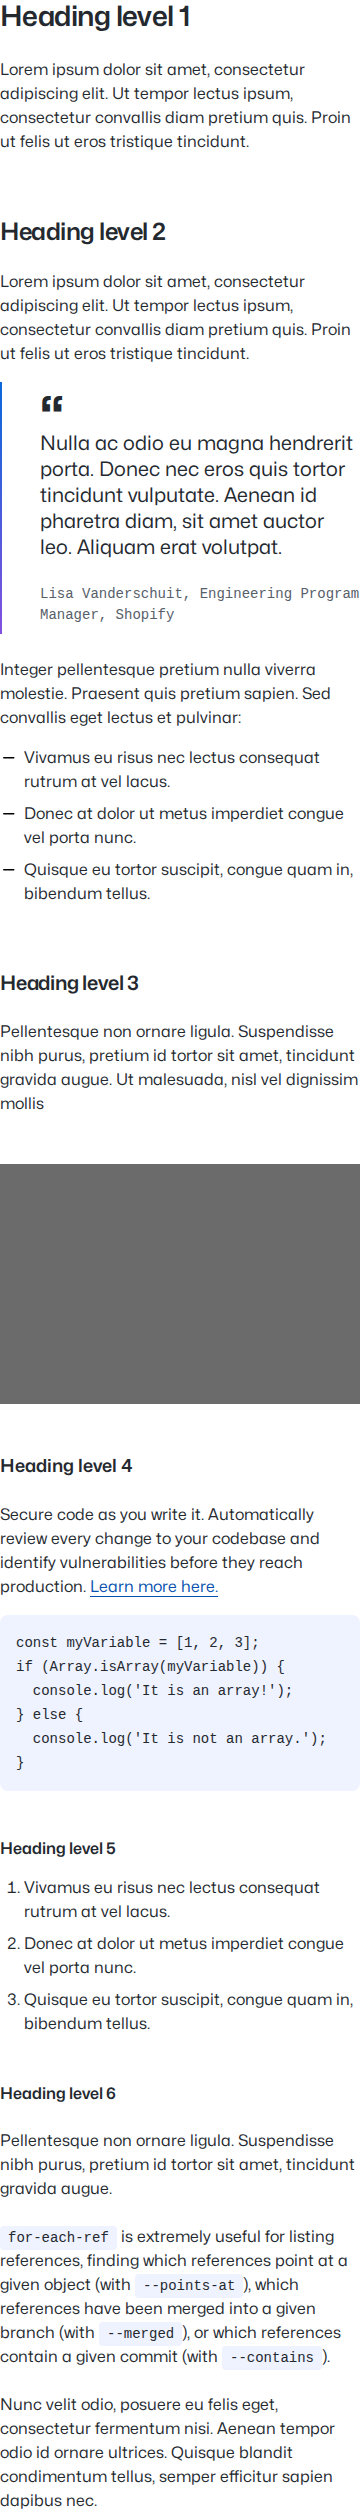 Heading level 1
Lorem ipsum dolor sit amet, consectetur
adipiscing elit. Ut tempor lectus ipsum,
consectetur convallis diam pretium quis. Proin
ut felis ut eros tristique tincidunt.
Heading level 2
Lorem ipsum dolor sit amet, consectetur
adipiscing elit. Ut tempor lectus ipsum,
consectetur convallis diam pretium quis. Proin
ut felis ut eros tristique tincidunt.
“
Nulla ac odio eu magna hendrerit
porta. Donec nec eros quis tortor
tincidunt vulputate. Aenean id
pharetra diam, sit amet auctor
leo. Aliquam erat volutpat.
Lisa Vanderschuit, Engineering Program
Manager, Shopify
Integer pellentesque pretium nulla viverra
molestie. Praesent quis pretium sapien. Sed
convallis eget lectus et pulvinar:
— Vivamus eu risus nec lectus consequat
rutrum at vel lacus.
— Donec at dolor ut metus imperdiet congue
vel porta nunc.
— Quisque eu tortor suscipit, congue quam in,
bibendum tellus.
Heading level 3
Pellentesque non ornare ligula. Suspendisse
nibh purus, pretium id tortor sit amet, tincidunt
gravida augue. Ut malesuada, nisl vel dignissim
mollis
Heading level 4
Secure code as you write it. Automatically
review every change to your codebase and
identify vulnerabilities before they reach
production. Learn more here.
const myVariable = [1, 2, 3];
if (Array.isArray(myVariable)) {
  console.log('It is an array!');
} else {
  console.log('It is not an array.');
}
Heading level 5
1. Vivamus eu risus nec lectus consequat
rutrum at vel lacus.
2. Donec at dolor ut metus imperdiet congue
vel porta nunc.
3. Quisque eu tortor suscipit, congue quam in,
bibendum tellus.
Heading level 6
Pellentesque non ornare ligula. Suspendisse
nibh purus, pretium id tortor sit amet, tincidunt
gravida augue.
for-each-ref is extremely useful for listing
references, finding which references point at a
given object (with --points-at ), which
references have been merged into a given
branch (with --merged ), or which references
contain a given commit (with --contains ).
Nunc velit odio, posuere eu felis eget,
consectetur fermentum nisi. Aenean tempor
odio id ornare ultrices. Quisque blandit
condimentum tellus, semper efficitur sapien
dapibus nec.